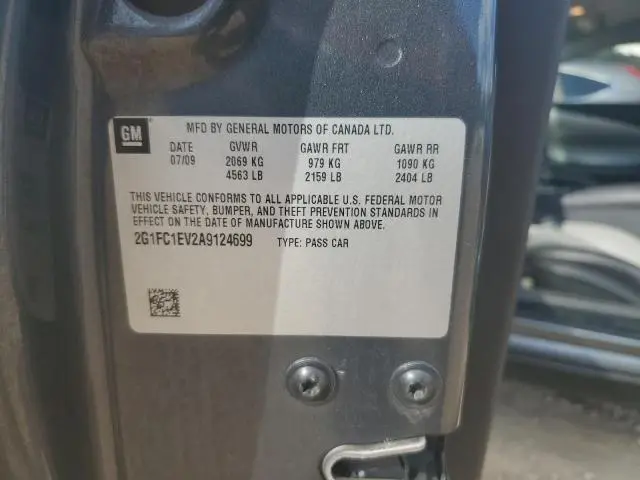 GM MFD BY GENERAL MOTORS OF CANADA LTD.
DATE GVWR GAWR FRT GAWR RR
07/09 2069 KG 979 KG 1090 KG
4563 LB 2159 LB 2404 LB
THIS VEHICLE CONFORMS TO ALL APPLICABLE U.S. FEDERAL MOTOR
VEHICLE SAFETY, BUMPER, AND THEFT PREVENTION STANDARDS IN
EFFECT ON THE DATE OF MANUFACTURE SHOWN ABOVE.
2G1FC1EV2A9124699 TYPE: PASS CAR